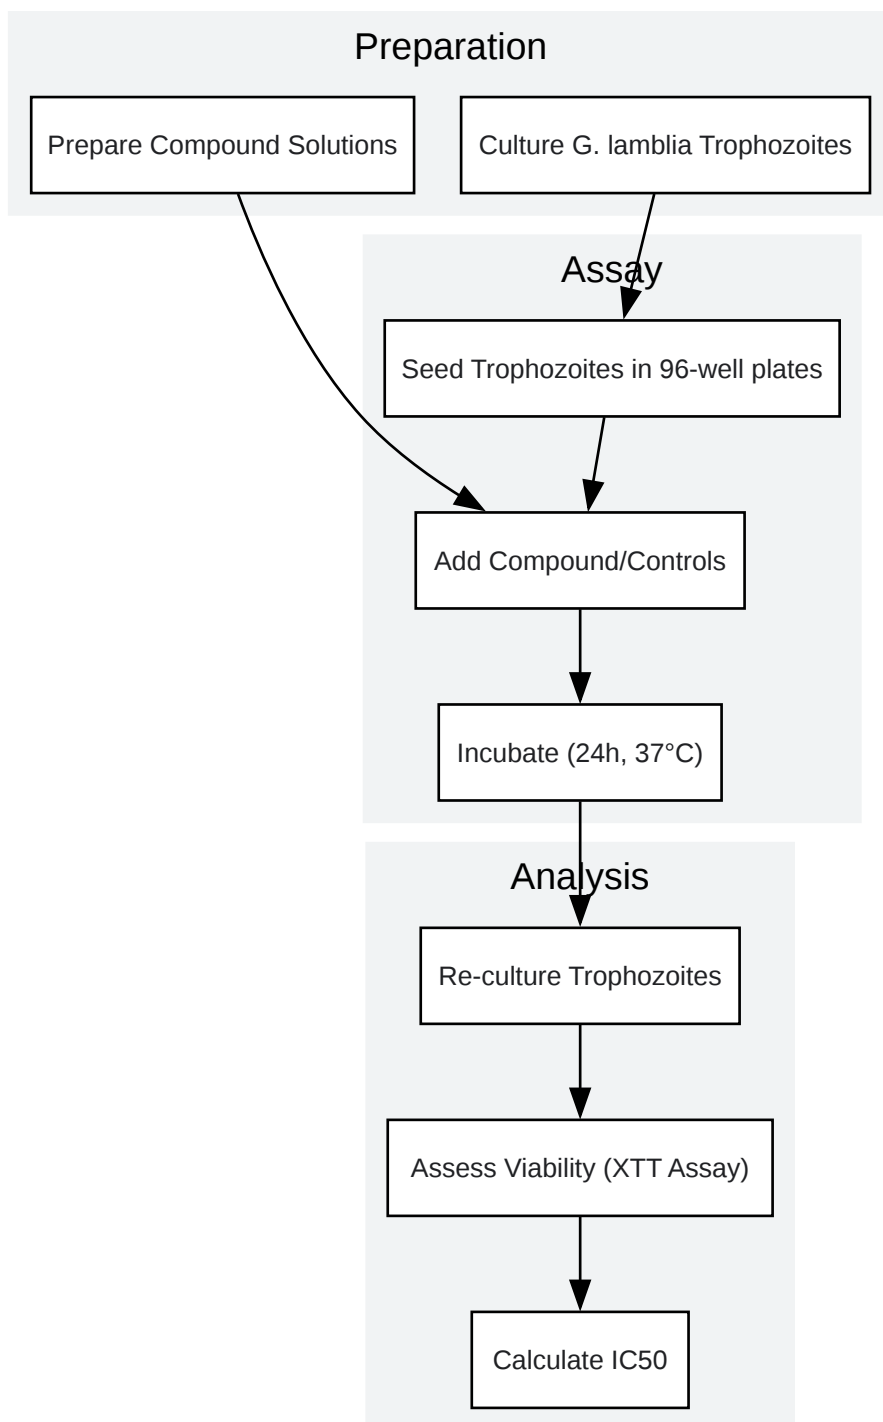 Preparation
Prepare Compound Solutions
Culture G. lamblia Trophozoites
Assay
Seed Trophozoites in 96-well plates
Add Compound/Controls
Incubate (24h, 37°C)
Analysis
Re-culture Trophozoites
Assess Viability (XTT Assay)
Calculate IC50